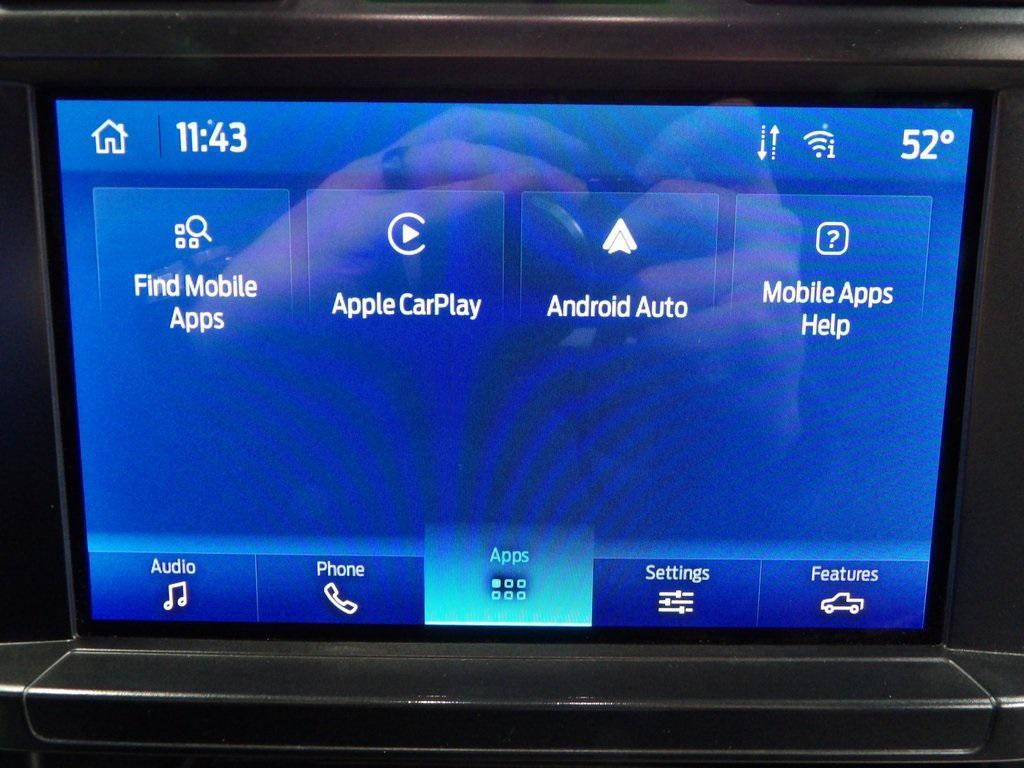 11:43
52°
Find Mobile
Apps
Apple CarPlay
Android Auto
Mobile Apps
Help
Audio
Phone
Apps
Settings
Features